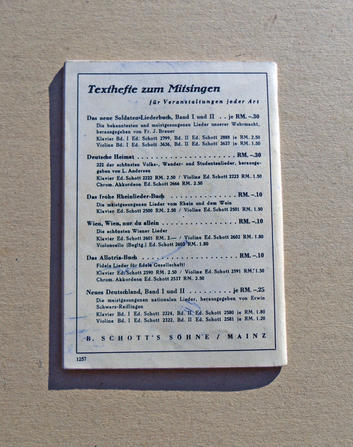 Texthefte zum Mitsingen
für Veranstaltungen jeder Art
Das neue Soldaten-Liederbuch, Band I und II . . je RM. –.30
Die bekanntesten und meistgesungenen Lieder unserer Wehrmacht,
herausgegeben von Fr. J. Breuer
Klavier Bd. I Ed. Schott 2799, Bd. II Ed. Schott 2888 je RM. 2.50
Violine Bd. I Ed. Schott 3636, Bd. II Ed. Schott 3637 je RM. 1.50
Deutsche Heimat . . . . . . . . . . . . . . . . . RM. –.30
221 der schönsten Volks-, Wander- und Studentenlieder, herausge-
geben von L. Andersen
Klavier Ed. Schott 2222 RM. 2.50 / Violine Ed. Schott 2223 RM. 1.50
Chrom. Akkordeon Ed. Schott 2666 RM. 2.50
Das frohe Rheinlieder-Buch . . . . . . . . . . . . RM. –.10
Die meistgesungenen Lieder vom Rhein und dem Wein
Klavier Ed. Schott 2500 RM. 2.50 / Violine Ed. Schott 2501 RM. 1.50
Wien, Wien, nur du allein . . . . . . . . . . . . . RM. –.10
Die schönsten Wiener Lieder
Klavier Ed. Schott 2601 RM. 3.— / Violine Ed. Schott 2602 RM. 1.80
Violoncello (Begltg.) Ed. Schott 2603 RM. 1.80
Das Allotria-Buch . . . . . . . . . . . . . . . . RM. –.10
Fidele Lieder für Edele Gesellschaft!
Klavier Ed. Schott 2590 RM. 2.50 / Violine Ed. Schott 2591 RM. 1.50
Chrom. Akkordeon Ed. Schott 2537 RM. 2.50
Neues Deutschland, Band I und II . . . . . . . . . je RM. –.25
Die meistgesungenen nationalen Lieder, herausgegeben von Erwin
Schwarz-Reiflingen
Klavier Bd. I Ed. Schott 2224, Bd. II Ed. Schott 2580 je RM. 1.80
Violine Bd. I Ed. Schott 2322, Bd. II Ed. Schott 2581 je RM. 1.20
B. SCHOTT'S SÖHNE / MAINZ
1257